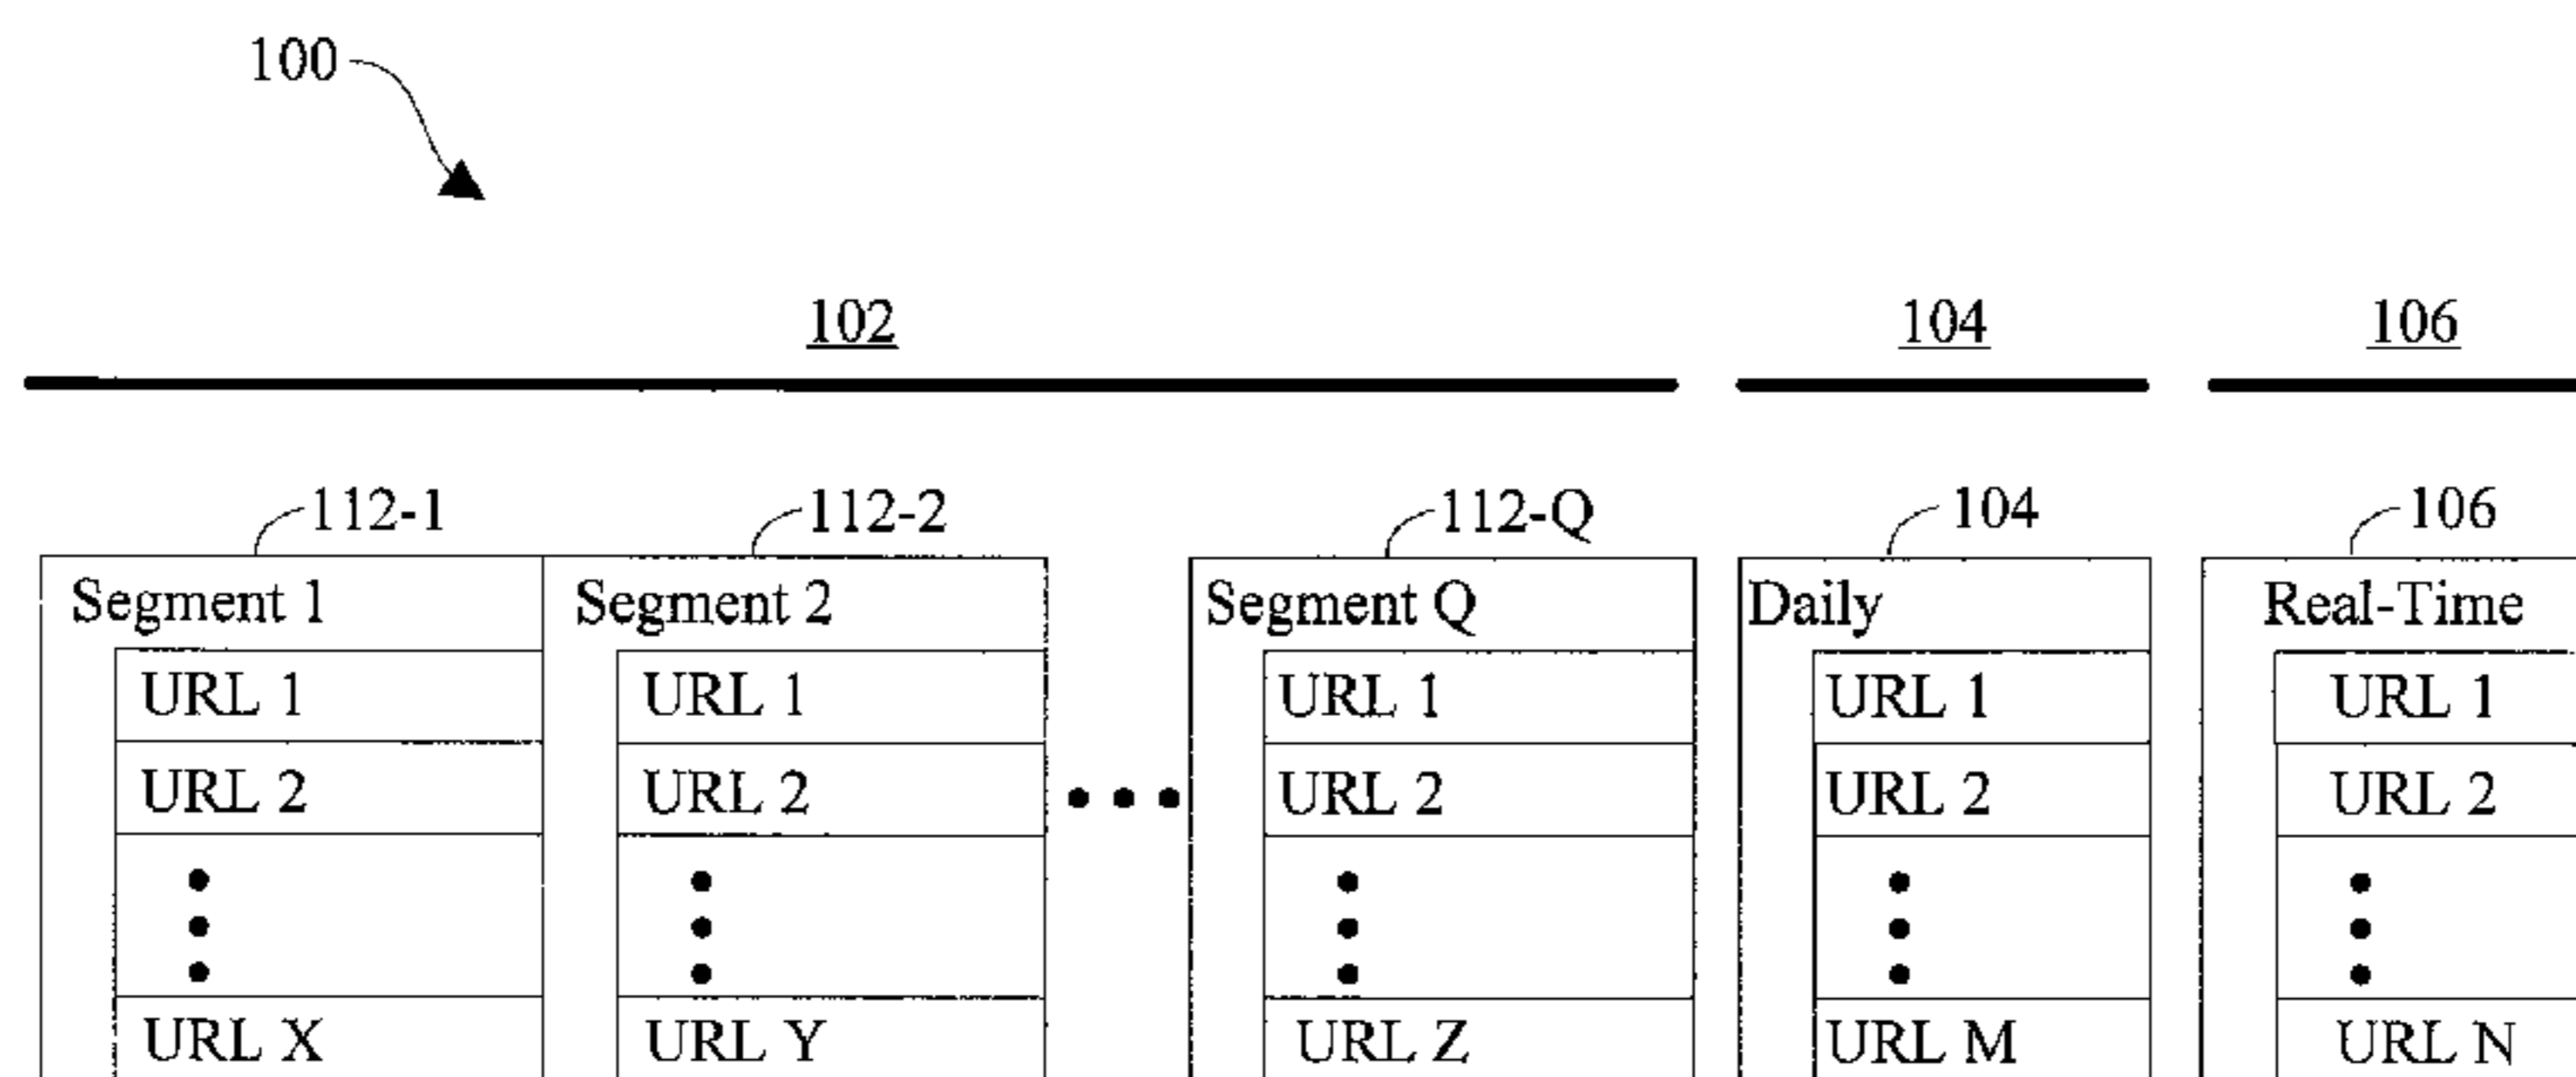 100
102 104 106
112-1 112-2 112-Q 104 106
Segment 1 Segment 2 Segment Q Daily Real-Time
URL 1 URL 1 URL 1 URL 1 URL 1
URL 2 URL 2 URL 2 URL 2 URL 2
URL X URL Y URL Z URL M URL N